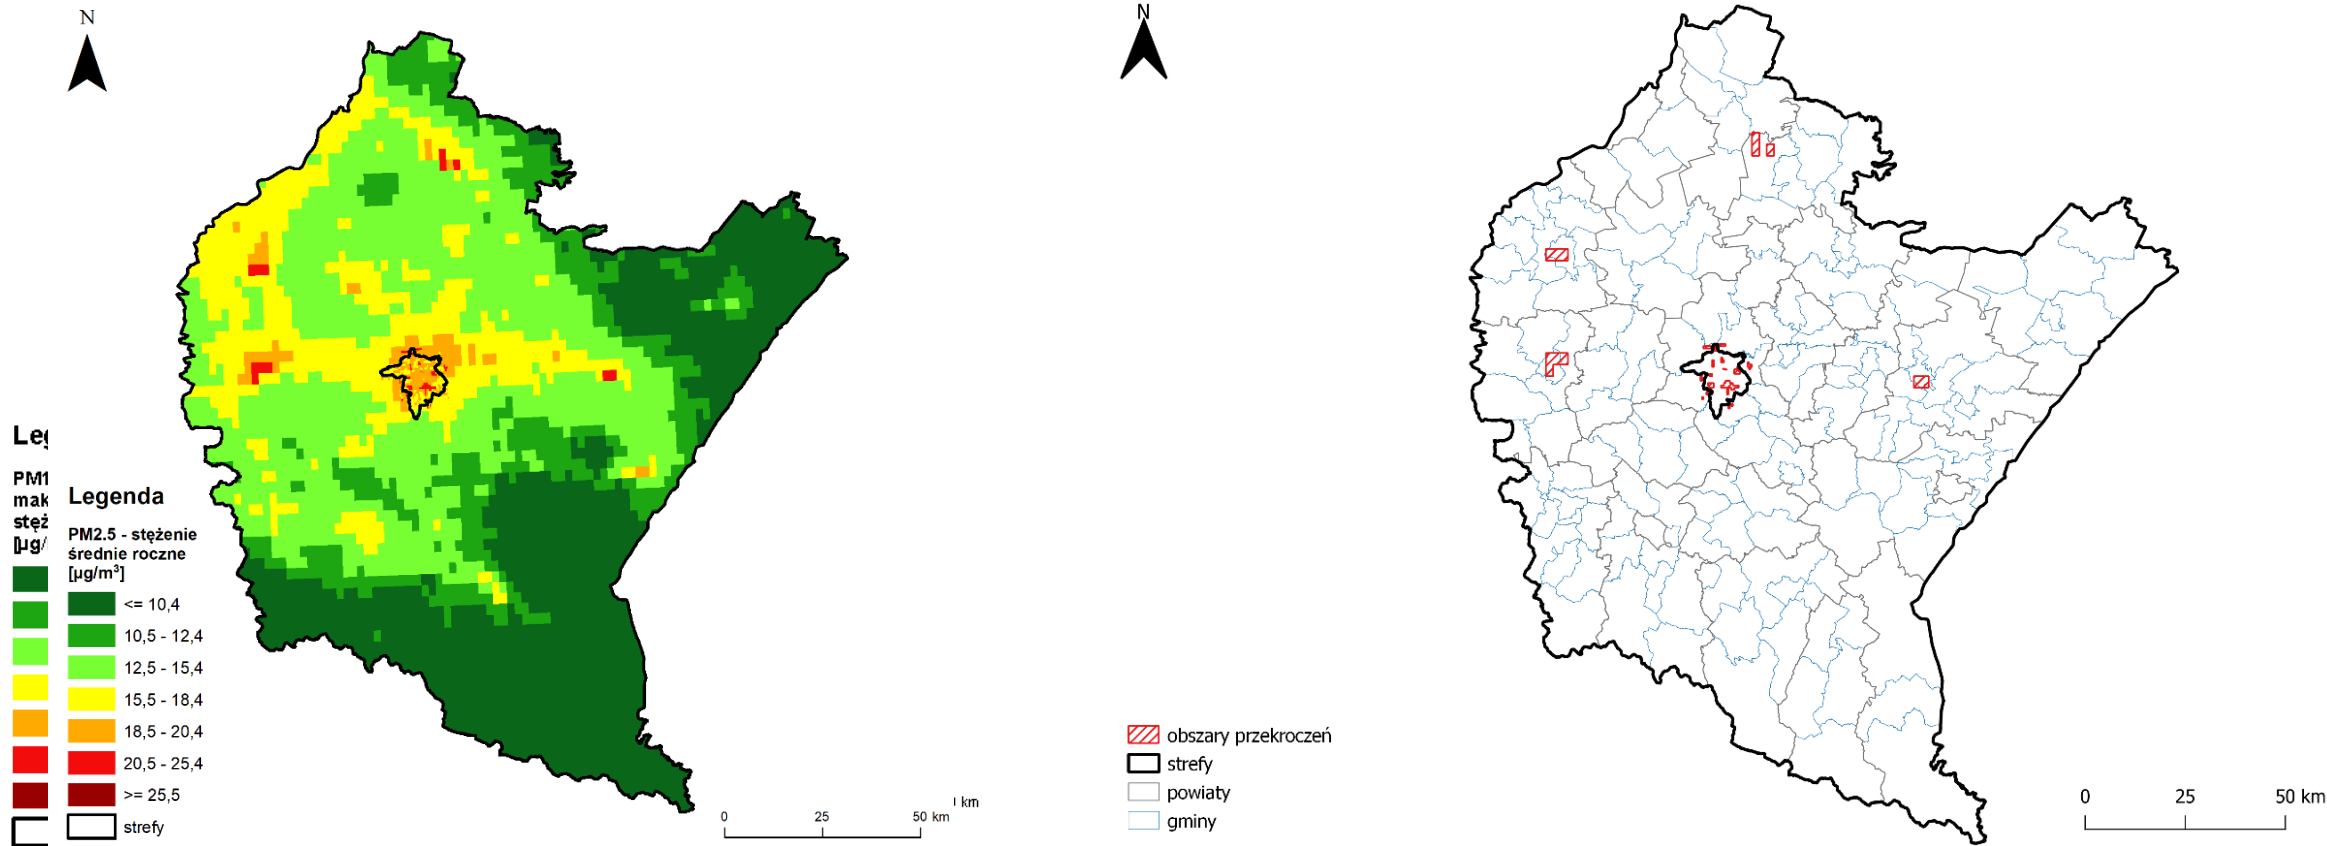 N
Leg
PM1
mak
stęż
[µg/
Legenda
PM2.5 - stężenie
średnie roczne
[µg/m³]
<= 10,4
10,5 - 12,4
12,5 - 15,4
15,5 - 18,4
18,5 - 20,4
20,5 - 25,4
>= 25,5
strefy
km
0 25 50 km
N
obszary przekroczeń
strefy
powiaty
gminy
0 25 50 km